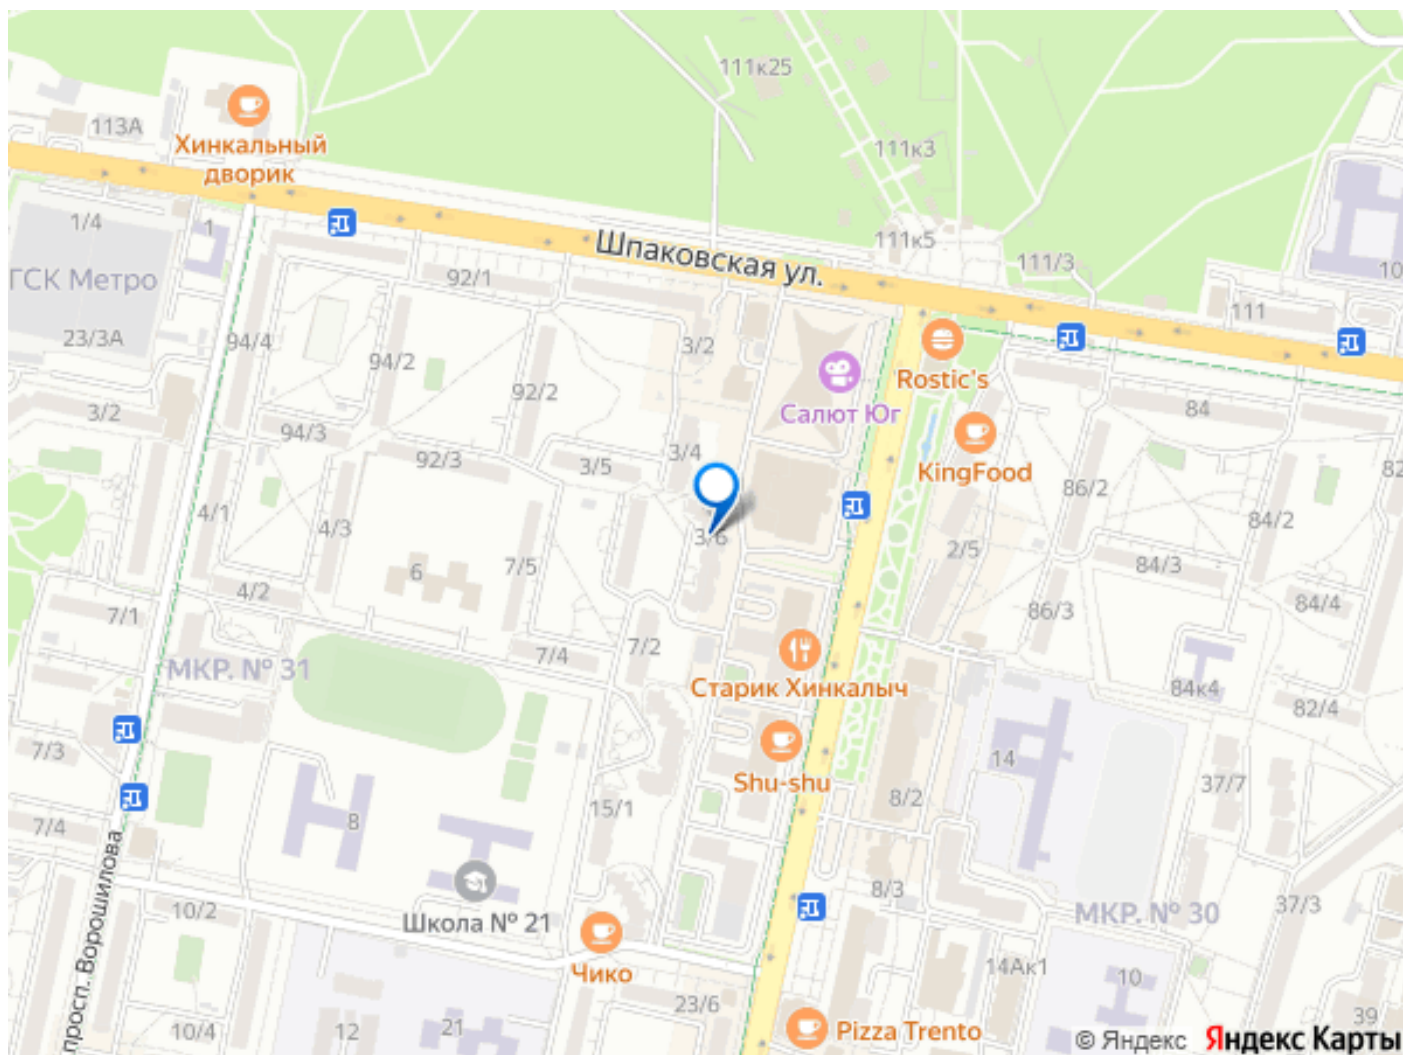 111к25
113А
Хинкальный
дворик
111к3
1/4
1
111к5
Шпаковская ул.
111/3
10
92/1
ГСК Метро
111
23/3А
94/4
94/2
3/2
Rostic's
92/2
Салют Юг
84
3/2
94/3
3/4
92/3
3/5
KingFood
82
86/2
4/1
4/3
3/6
84/2
2/5
7/5
6
84/3
4/2
84/4
7/1
86/3
7/2
7/4
МКР. № 31
Старик Хинкалыч
84к4
82/4
7/3
14
Shu-shu
37/7
8/2
15/1
7/4
8
8/3
37/3
10/2
МКР. № 30
Школа № 21
просп. Ворошилова
Чико
14Ак1
10
23/6
39
10/4
12
21
Pizza Trento
© Яндекс Яндекс Карты